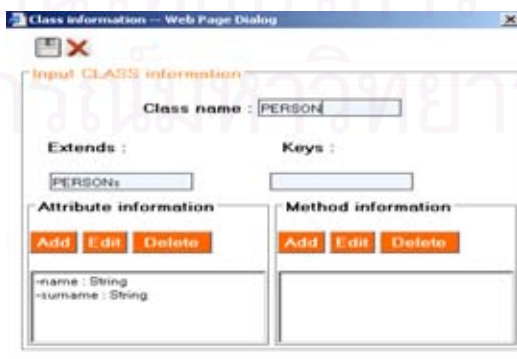 Class information -- Web Page Dialog
Input CLASS information
Class name : PERSON
Extends :
Keys :
PERSONs
Attribute information
Method information
Add Edit Delete
Add Edit Delete
-name : String
-surname : String